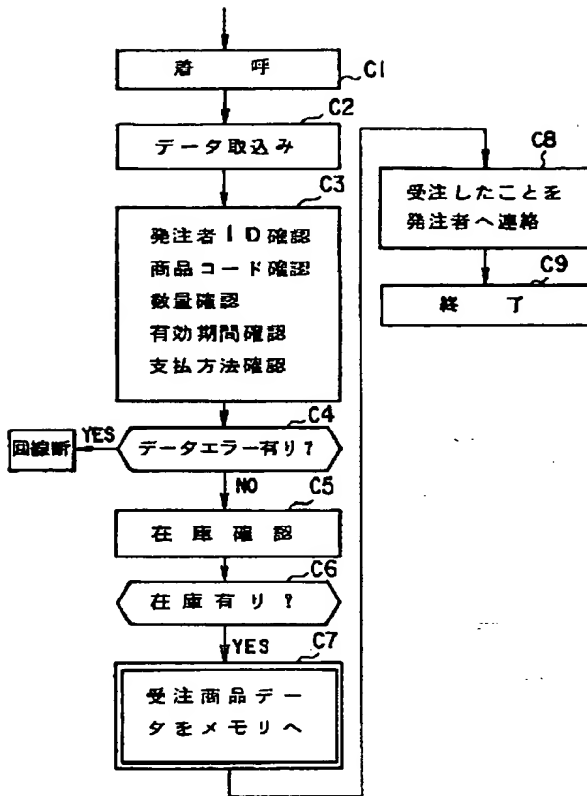 着呼
C1
C2
データ取込み
C3
発注者ID確認
商品コード確認
数量確認
有効期間確認
支払方法確認
C4
データエラー有り?
YES
回線断
NO
C5
在庫確認
C6
在庫有り?
YES
C7
受注商品デー
タをメモリへ
C8
受注したことを
発注者へ連絡
C9
終了